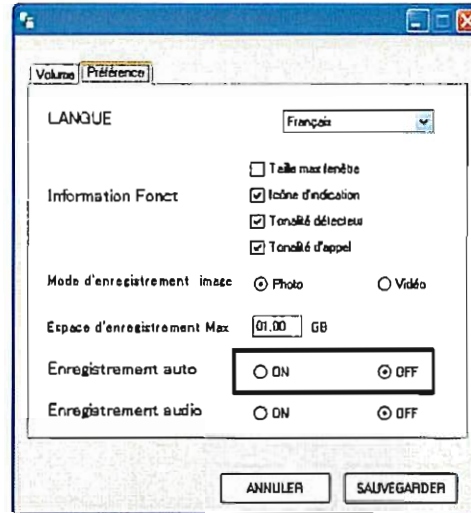 Volume Préférence
LANGUE Français
Taille max fenêtre
Information Fonct Icône d'indication
Tonalité détecteur
Tonalité d'appel
Mode d'enregistrement image Photo Vidéo
Espace d'enregistrement Max 01.00 GB
Enregistrement auto ON OFF
Enregistrement audio ON OFF
ANNULER SAUVEGARDER